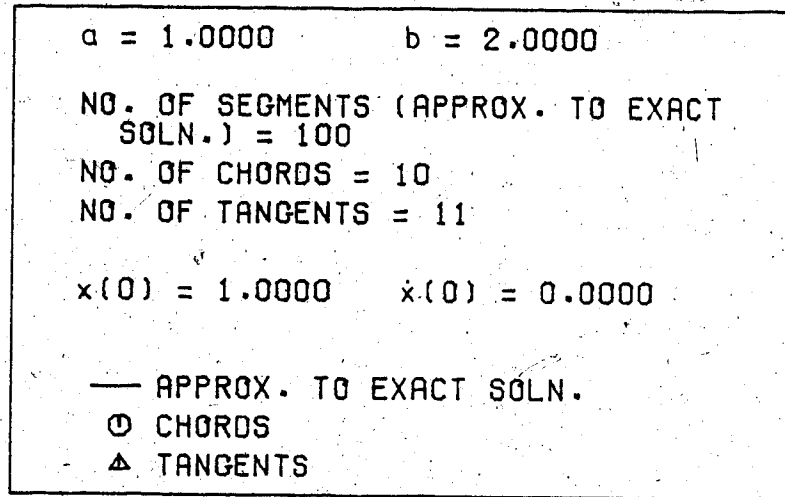 a = 1.0000 b = 2.0000
NO. OF SEGMENTS (APPROX. TO EXACT
SOLN.) = 100
NO. OF CHORDS = 10
NO. OF TANGENTS = 11
x(0) = 1.0000 ẋ(0) = 0.0000
— APPROX. TO EXACT SOLN.
CHORDS
TANGENTS